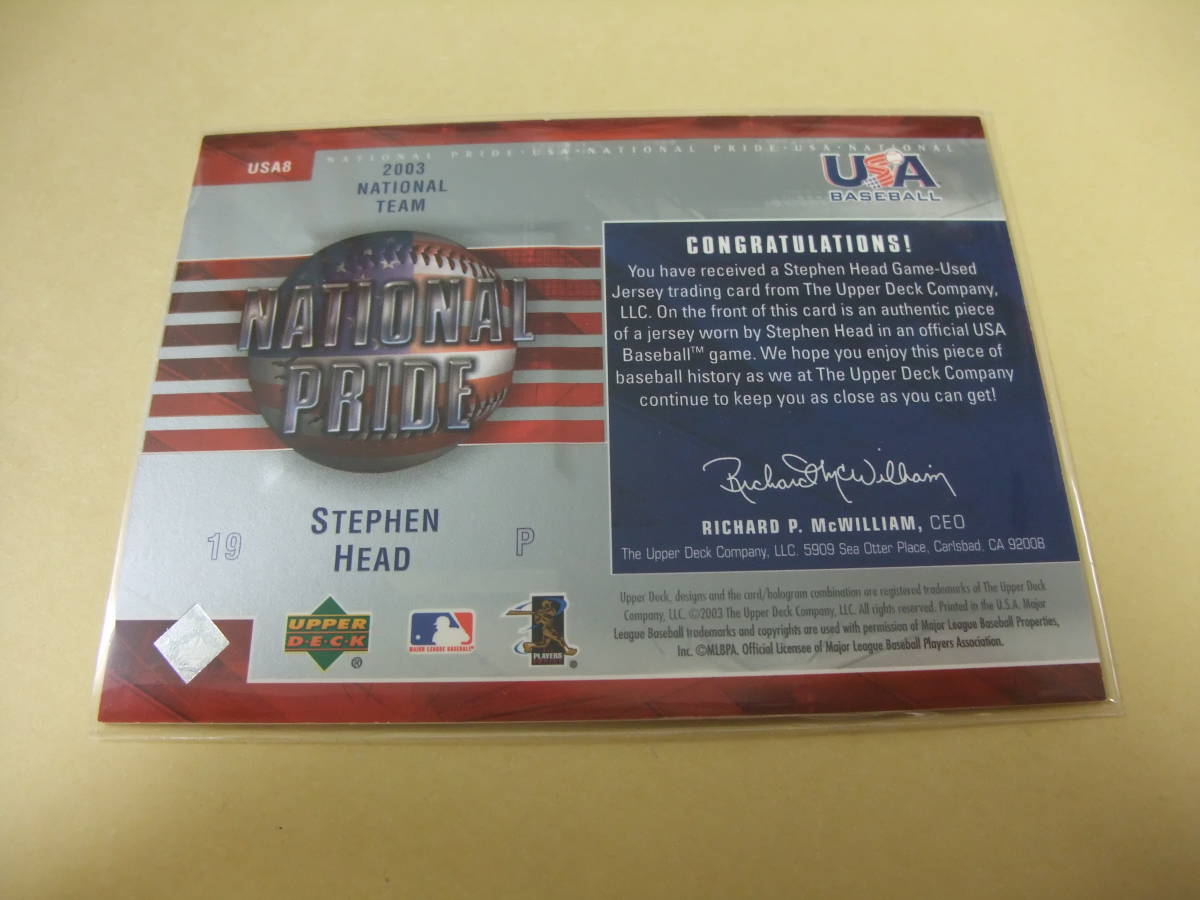 USA8
NATIONAL PRIDE · USA · NATIONAL PRIDE · USA · NATIONAL
2003
NATIONAL
TEAM
USA
BASEBALL
NATIONAL
PRIDE
STEPHEN
HEAD
19
P
CONGRATULATIONS!
You have received a Stephen Head Game-Used
Jersey trading card from The Upper Deck Company,
LLC. On the front of this card is an authentic piece
of a jersey worn by Stephen Head in an official USA
Baseball™ game. We hope you enjoy this piece of
baseball history as we at The Upper Deck Company
continue to keep you as close as you can get!
Richard McWilliam
RICHARD P. McWILLIAM, CEO
The Upper Deck Company, LLC. 5909 Sea Otter Place, Carlsbad, CA 92008
UPPER
DECK
®
MAJOR LEAGUE BASEBALL
PLAYERS
®
Upper Deck, designs and the card/hologram combination are registered trademarks of The Upper Deck
Company, LLC. ©2003 The Upper Deck Company, LLC. All rights reserved. Printed in the U.S.A. Major
League Baseball trademarks and copyrights are used with permission of Major League Baseball Properties,
Inc. ©MLBPA. Official Licensee of Major League Baseball Players Association.